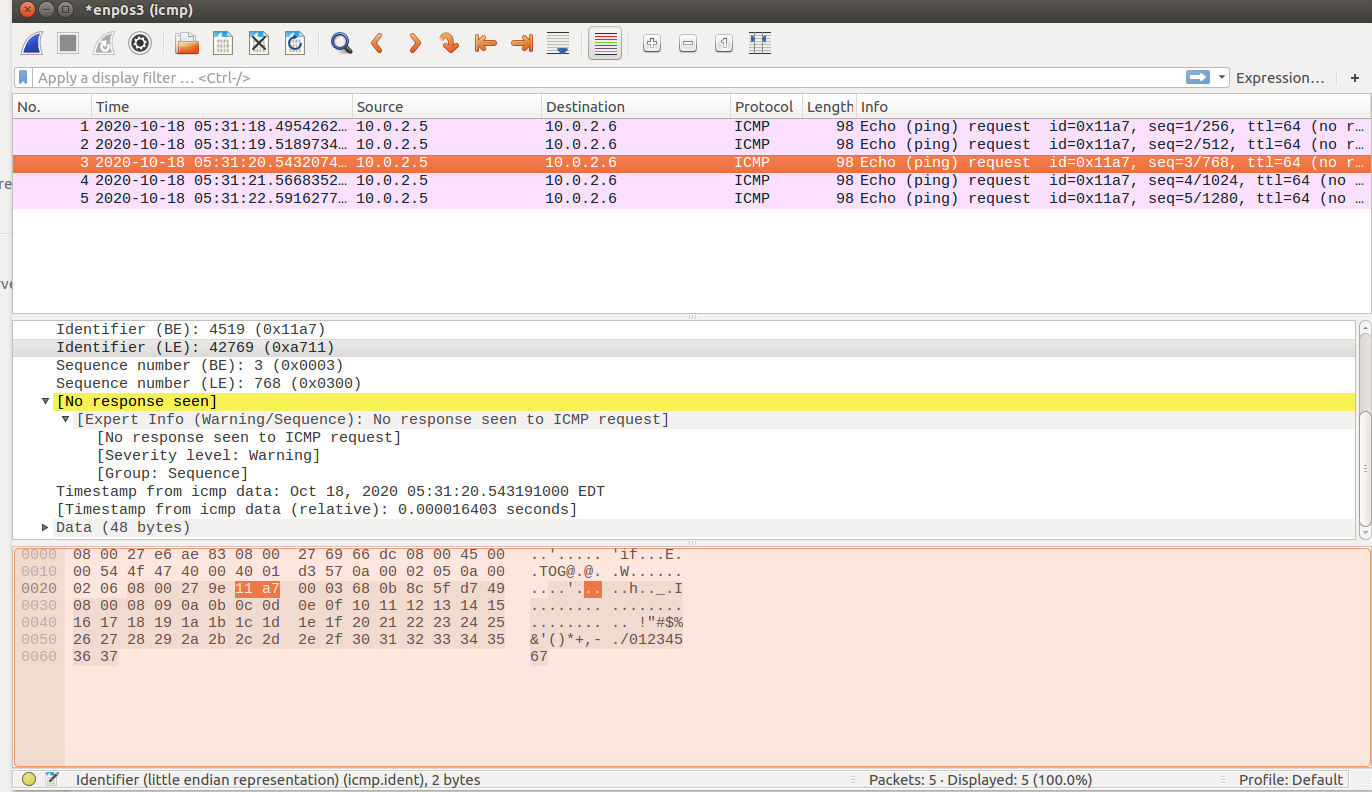 *enp0s3 (icmp)
Apply a display filter … <Ctrl-/> Expression… +
No. Time Source Destination Protocol Length Info
1 2020-10-18 05:31:18.4954262… 10.0.2.5 10.0.2.6 ICMP 98 Echo (ping) request id=0x11a7, seq=1/256, ttl=64 (no r…
2 2020-10-18 05:31:19.5189734… 10.0.2.5 10.0.2.6 ICMP 98 Echo (ping) request id=0x11a7, seq=2/512, ttl=64 (no r…
3 2020-10-18 05:31:20.5432074… 10.0.2.5 10.0.2.6 ICMP 98 Echo (ping) request id=0x11a7, seq=3/768, ttl=64 (no r…
4 2020-10-18 05:31:21.5668352… 10.0.2.5 10.0.2.6 ICMP 98 Echo (ping) request id=0x11a7, seq=4/1024, ttl=64 (no …
5 2020-10-18 05:31:22.5916277… 10.0.2.5 10.0.2.6 ICMP 98 Echo (ping) request id=0x11a7, seq=5/1280, ttl=64 (no …
Identifier (BE): 4519 (0x11a7)
Identifier (LE): 42769 (0xa711)
Sequence number (BE): 3 (0x0003)
Sequence number (LE): 768 (0x0300)
[No response seen]
[Expert Info (Warning/Sequence): No response seen to ICMP request]
[No response seen to ICMP request]
[Severity level: Warning]
[Group: Sequence]
Timestamp from icmp data: Oct 18, 2020 05:31:20.543191000 EDT
[Timestamp from icmp data (relative): 0.000016403 seconds]
Data (48 bytes)
0000 08 00 27 e6 ae 83 08 00 27 69 66 dc 08 00 45 00 ..'..... 'if...E.
0010 00 54 4f 47 40 00 40 01 d3 57 0a 00 02 05 0a 00 .TOG@.@. .W......
0020 02 06 08 00 27 9e 11 a7 00 03 68 0b 8c 5f d7 49 ....'... ..h.._.I
0030 08 00 08 09 0a 0b 0c 0d 0e 0f 10 11 12 13 14 15 ........ ........
0040 16 17 18 19 1a 1b 1c 1d 1e 1f 20 21 22 23 24 25 ........ .. !"#$%
0050 26 27 28 29 2a 2b 2c 2d 2e 2f 30 31 32 33 34 35 &'()*+,- ./012345
0060 36 37 67
Identifier (little endian representation) (icmp.ident), 2 bytes Packets: 5 · Displayed: 5 (100.0%) Profile: Default